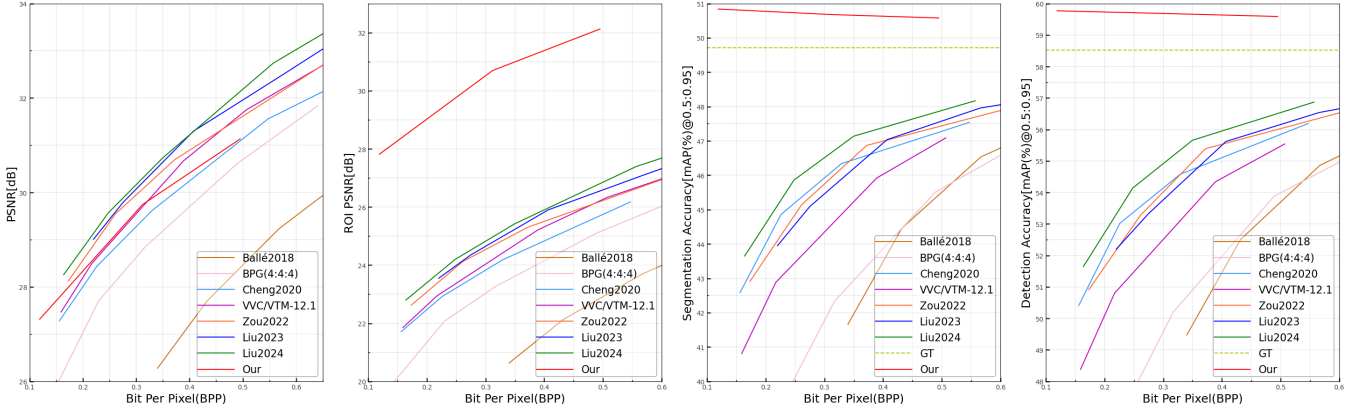 34
32
30
28
26
0.1
0.2
0.3
0.4
0.5
0.6
PSNR[dB]
Bit Per Pixel(BPP)
Ballé2018
BPG(4:4:4)
Cheng2020
VVC/VTM-12.1
Zou2022
Liu2023
Liu2024
Our
32
30
28
26
24
22
20
0.1
0.2
0.3
0.4
0.5
0.6
ROI PSNR[dB]
Bit Per Pixel(BPP)
Ballé2018
BPG(4:4:4)
Cheng2020
VVC/VTM-12.1
Zou2022
Liu2023
Liu2024
Our
51
50
49
48
47
46
45
44
43
42
41
40
0.1
0.2
0.3
0.4
0.5
0.6
Segmentation Accuracy[mAP(%)@0.5:0.95]
Bit Per Pixel(BPP)
Ballé2018
BPG(4:4:4)
Cheng2020
VVC/VTM-12.1
Zou2022
Liu2023
Liu2024
GT
Our
60
59
58
57
56
55
54
53
52
51
50
49
48
0.1
0.2
0.3
0.4
0.5
0.6
Detection Accuracy[mAP(%)@0.5:0.95]
Bit Per Pixel(BPP)
Ballé2018
BPG(4:4:4)
Cheng2020
VVC/VTM-12.1
Zou2022
Liu2023
Liu2024
GT
Our